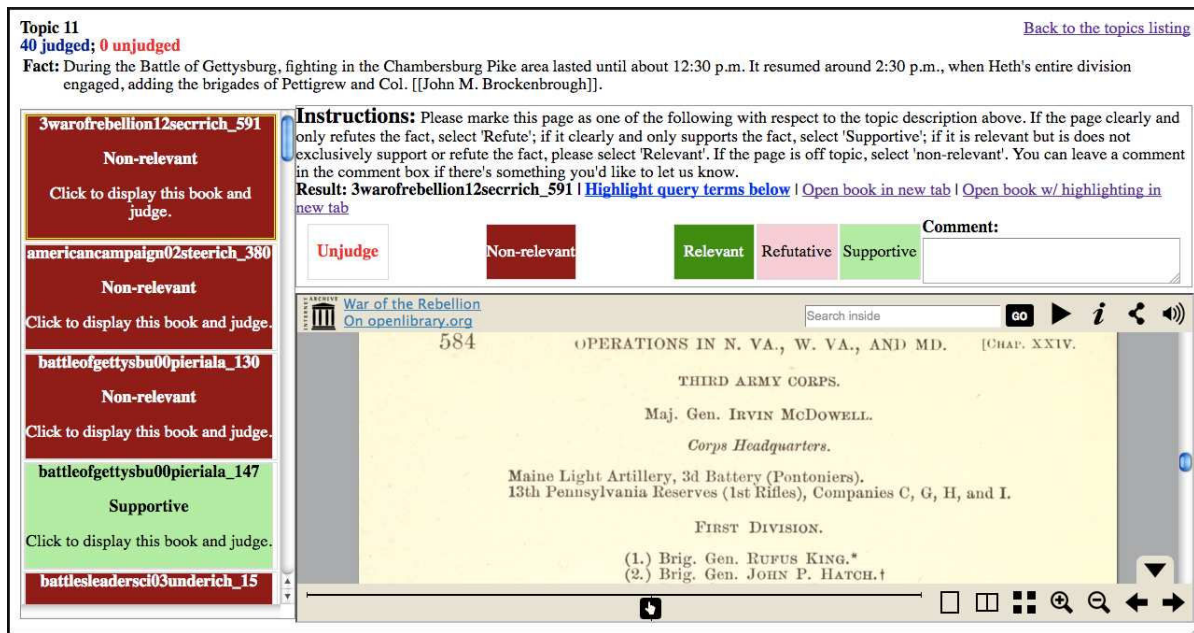 Topic 11
Back to the topics listing
40 judged; 0 unjudged
Fact: During the Battle of Gettysburg, fighting in the Chambersburg Pike area lasted until about 12:30 p.m. It resumed around 2:30 p.m., when Heth's entire division
engaged, adding the brigades of Pettigrew and Col. [[John M. Brockenbrough]].
3warofrebellion12secrrich_591
Non-relevant
Click to display this book and
judge.
americancampaign02steerich_380
Non-relevant
Click to display this book and judge.
battleofgettysbu00pieriala_130
Non-relevant
Click to display this book and judge.
battleofgettysbu00pieriala_147
Supportive
Click to display this book and judge.
battlesleadersci03underich_15
Instructions: Please marke this page as one of the following with respect to the topic description above. If the page clearly and
only refutes the fact, select 'Refute'; if it clearly and only supports the fact, select 'Supportive'; if it is relevant but is does not
exclusively support or refute the fact, please select 'Relevant'. If the page is off topic, select 'non-relevant'. You can leave a comment
in the comment box if there's something you'd like to let us know.
Result: 3warofrebellion12secrrich_591 | Highlight query terms below | Open book in new tab | Open book w/ highlighting in
new tab
Unjudge
Non-relevant
Relevant
Refutative
Supportive
Comment:
INTERNET ARCHIVE
War of the Rebellion
On openlibrary.org
Search inside
GO
584 OPERATIONS IN N. VA., W. VA., AND MD. [CHAP. XXIV.
THIRD ARMY CORPS.
Maj. Gen. IRVIN MCDOWELL.
Corps Headquarters.
Maine Light Artillery, 3d Battery (Pontoniers).
13th Pennsylvania Reserves (1st Rifles), Companies C, G, H, and I.
FIRST DIVISION.
(1.) Brig. Gen. RUFUS KING.*
(2.) Brig. Gen. JOHN P. HATCH.†